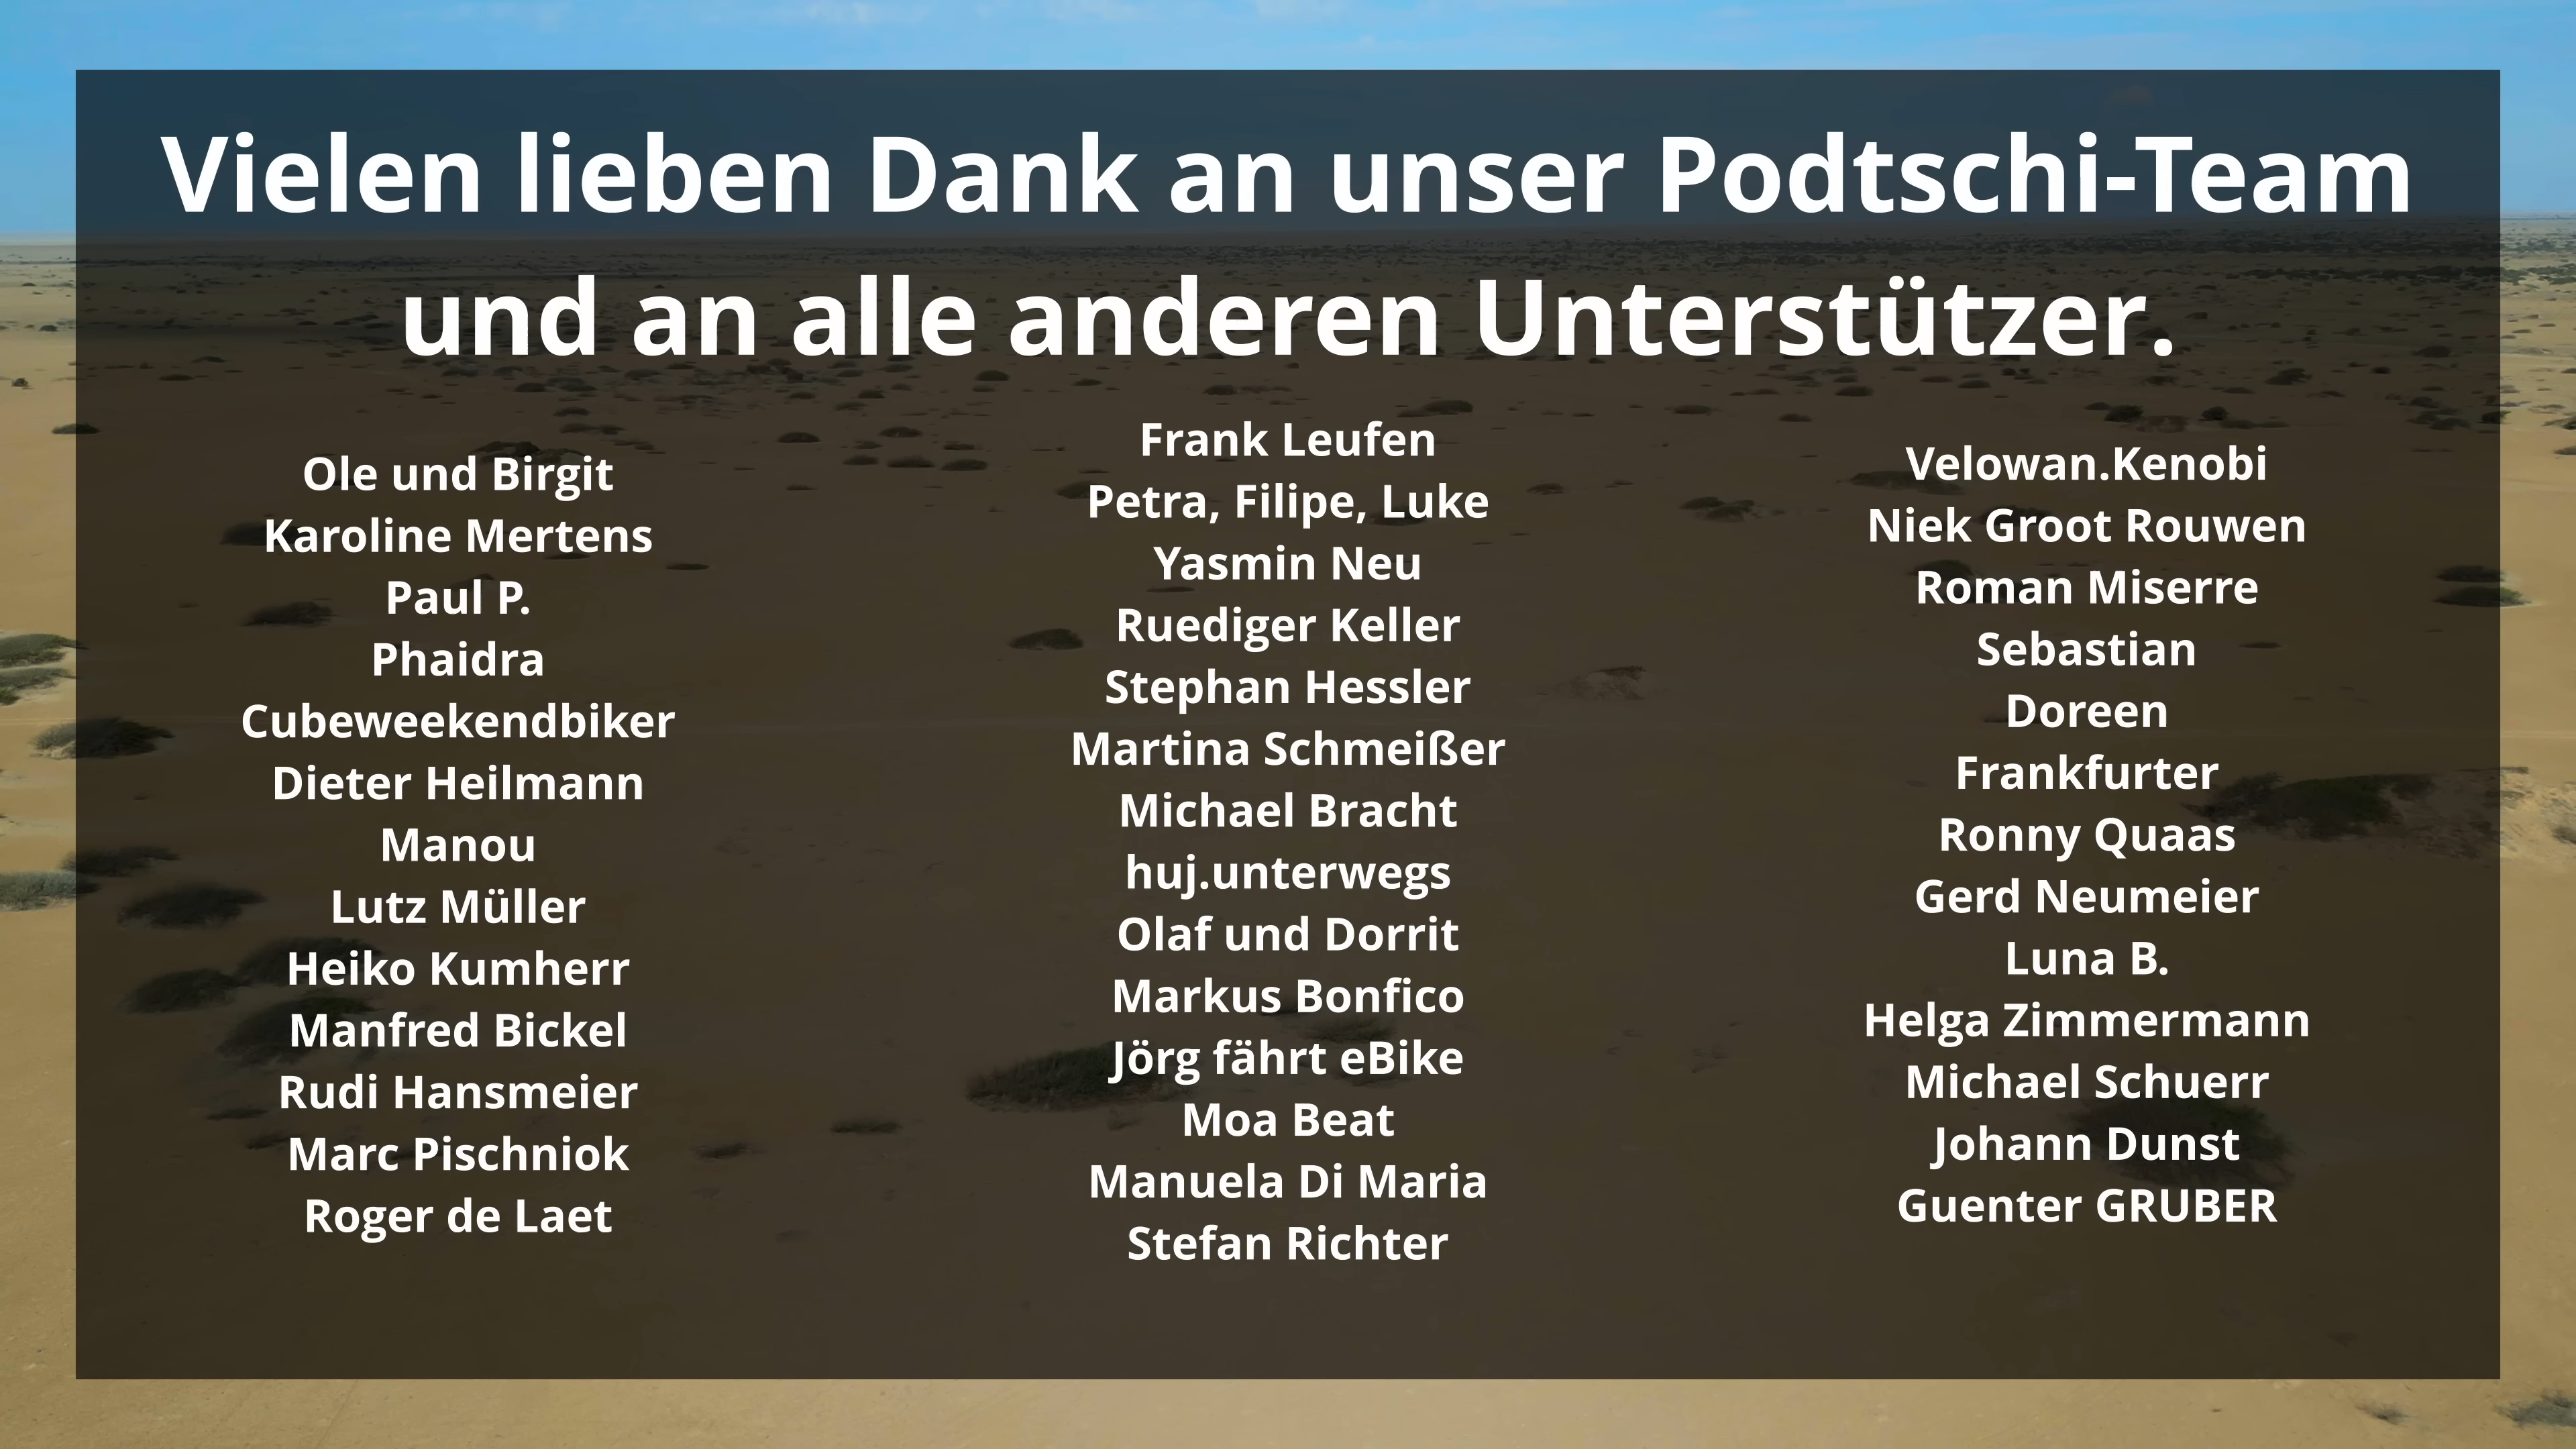 Vielen lieben Dank an unser Podtschi-Team
und an alle anderen Unterstützer.
Ole und Birgit
Karoline Mertens
Paul P.
Phaidra
Cubeweekendbiker
Dieter Heilmann
Manou
Lutz Müller
Heiko Kumherr
Manfred Bickel
Rudi Hansmeier
Marc Pischniok
Roger de Laet
Frank Leufen
Petra, Filipe, Luke
Yasmin Neu
Ruediger Keller
Stephan Hessler
Martina Schmeißer
Michael Bracht
huj.unterwegs
Olaf und Dorrit
Markus Bonfico
Jörg fährt eBike
Moa Beat
Manuela Di Maria
Stefan Richter
Velowan.Kenobi
Niek Groot Rouwen
Roman Miserre
Sebastian
Doreen
Frankfurter
Ronny Quaas
Gerd Neumeier
Luna B.
Helga Zimmermann
Michael Schuerr
Johann Dunst
Guenter GRUBER